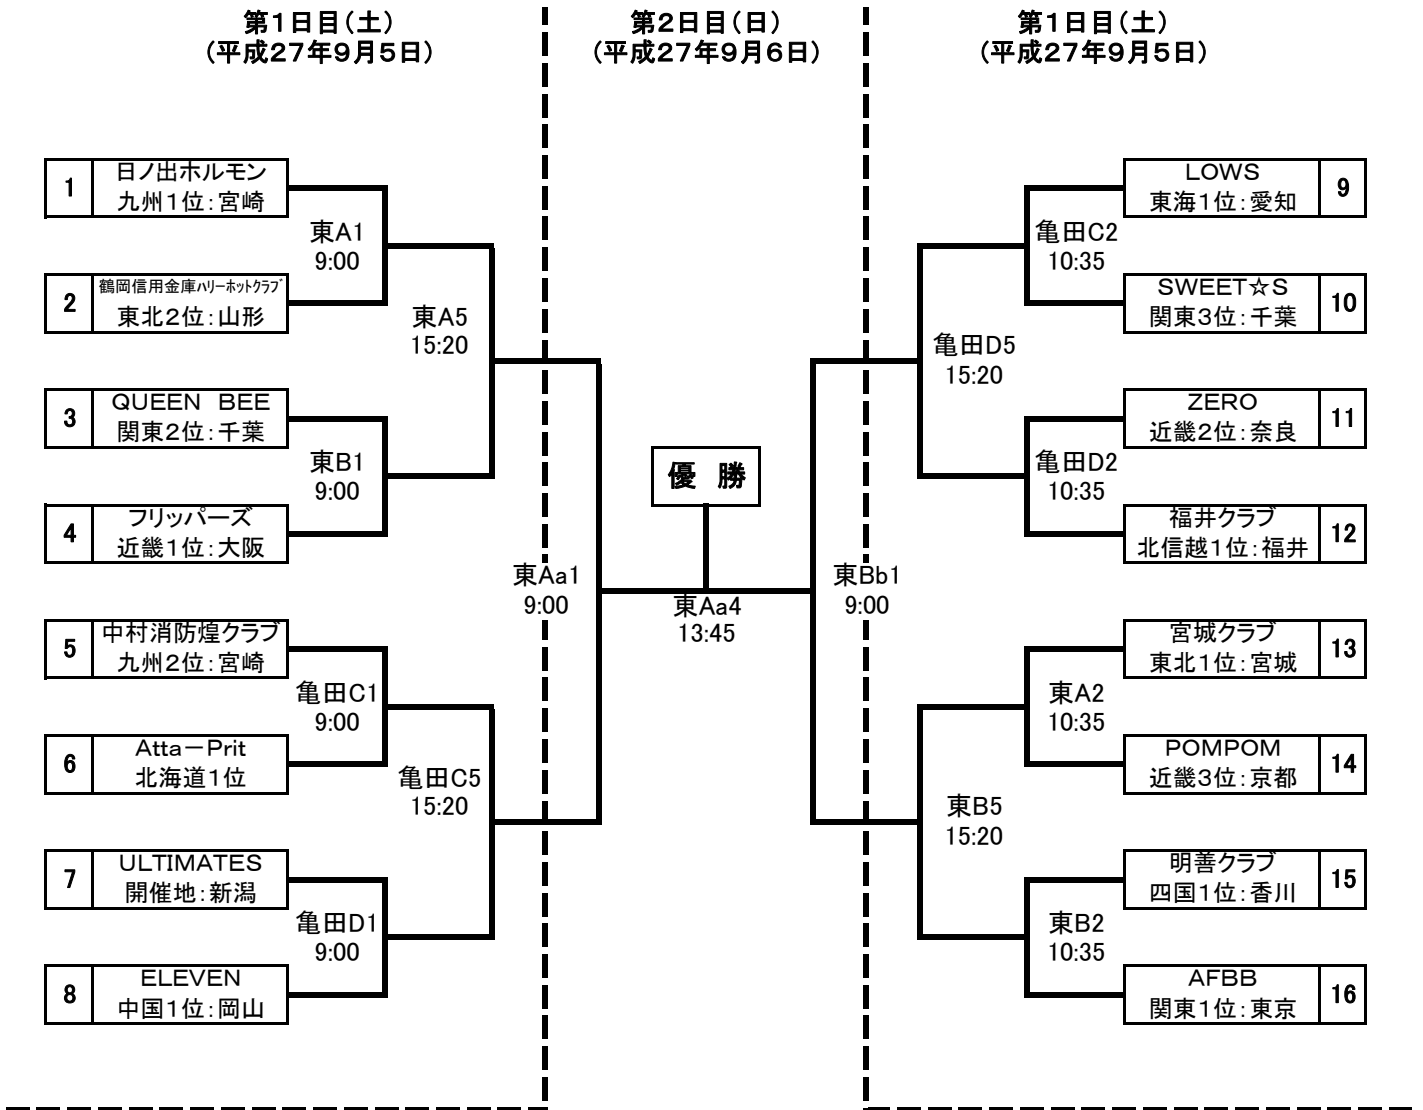 第１日目（土）
（平成２７年９月５日）
第２日目（日）
（平成２７年９月６日）
第１日目（土）
（平成２７年９月５日）
1
日ノ出ホルモン
九州１位：宮崎
東A1
9:00
2
鶴岡信用金庫ﾊﾘｰﾎｯﾄｸﾗﾌﾞ
東北２位：山形
東A5
15:20
3
ＱＵＥＥＮ　ＢＥＥ
関東２位：千葉
東B1
9:00
4
フリッパーズ
近畿１位：大阪
東Aa1
9:00
5
中村消防煌クラブ
九州２位：宮崎
亀田C1
9:00
6
Ａｔｔａ－Ｐｒｉｔ
北海道１位
亀田C5
15:20
7
ＵＬＴＩＭＡＴＥＳ
開催地：新潟
亀田D1
9:00
8
ＥＬＥＶＥＮ
中国１位：岡山
優　勝
東Aa4
13:45
ＬＯＷＳ
東海１位：愛知
9
亀田C2
10:35
ＳＷＥＥＴ☆Ｓ
関東３位：千葉
10
亀田D5
15:20
ＺＥＲＯ
近畿２位：奈良
11
亀田D2
10:35
福井クラブ
北信越１位：福井
12
東Bb1
9:00
宮城クラブ
東北１位：宮城
13
東A2
10:35
ＰＯＭＰＯＭ
近畿３位：京都
14
東B5
15:20
明善クラブ
四国１位：香川
15
東B2
10:35
ＡＦＢＢ
関東１位：東京
16